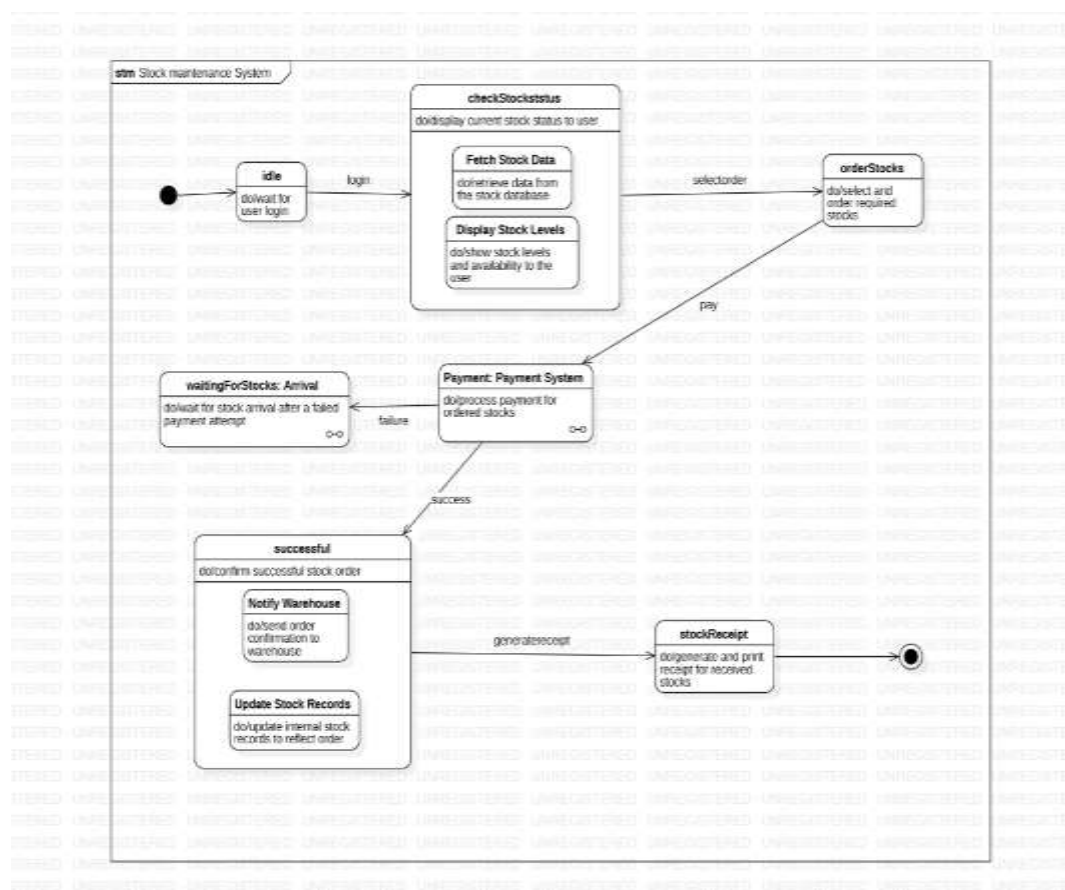 stm Stock maintenance System
checkStockststus
do/display current stock status to user
Fetch Stock Data
do/retrieve data from
the stock database
Display Stock Levels
do/show stock levels
and availability to the
user
idle
do/wait for
user login
login
selectorder
orderStocks
do/select and
order required
stocks
pay
waitingForStocks: Arrival
do/wait for stock arrival after a failed
payment attempt
failure
Payment: Payment System
do/process payment for
ordered stocks
success
successful
do/confirm successful stock order
Notify Warehouse
do/send order
confirmation to
warehouse
Update Stock Records
do/update internal stock
records to reflect order
generatereceipt
stockReceipt
do/generate and print
receipt for received
stocks
UNREGISTERED